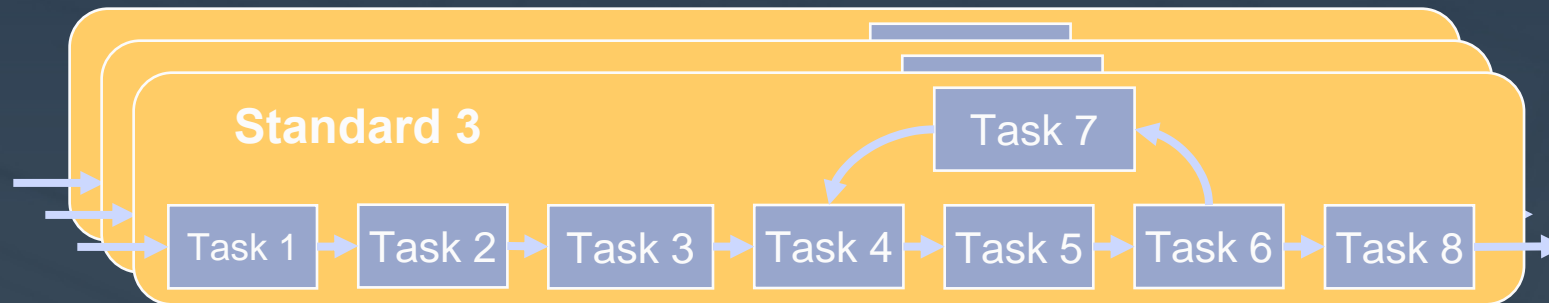 Standard 3
Task 7
Task 1
Task 2
Task 3
Task 4
Task 5
Task 6
Task 8